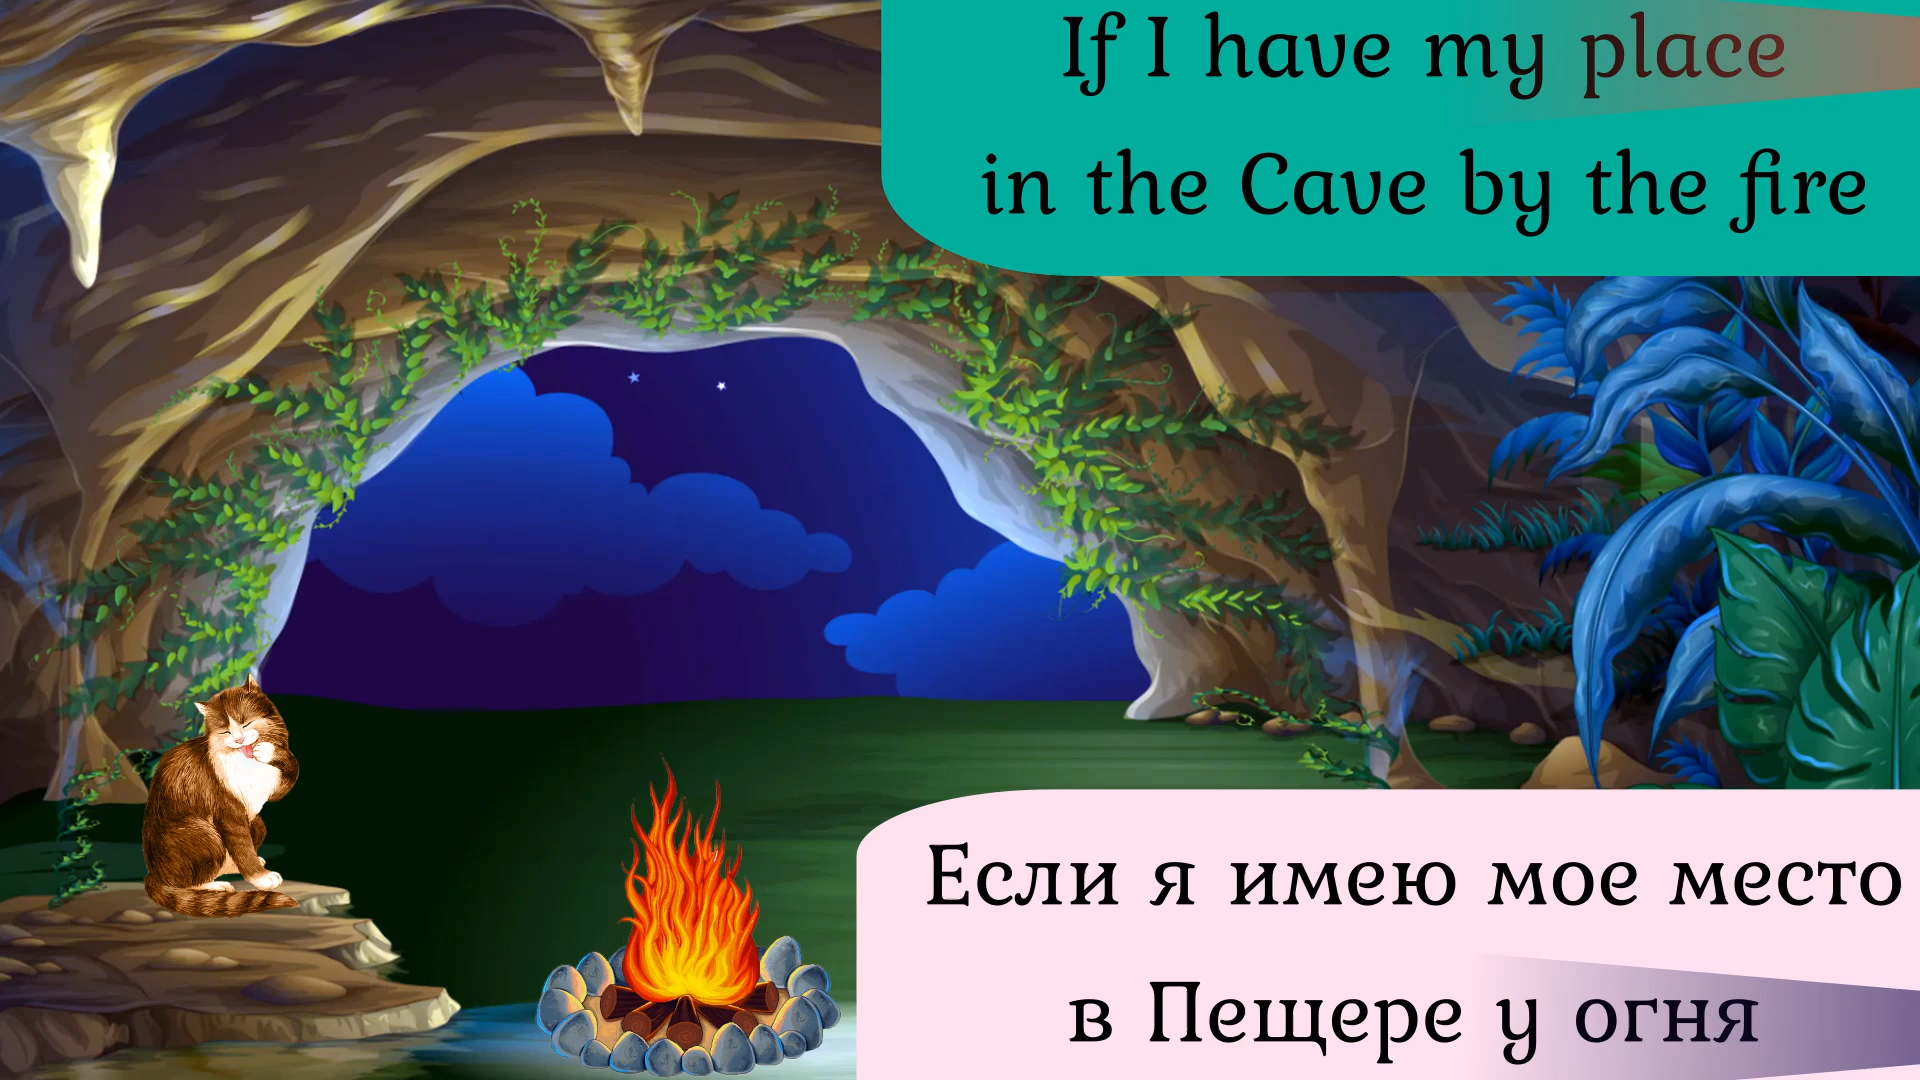 If I have my place
in the Cave by the fire
Если я имею мое место
в Пещере у огня